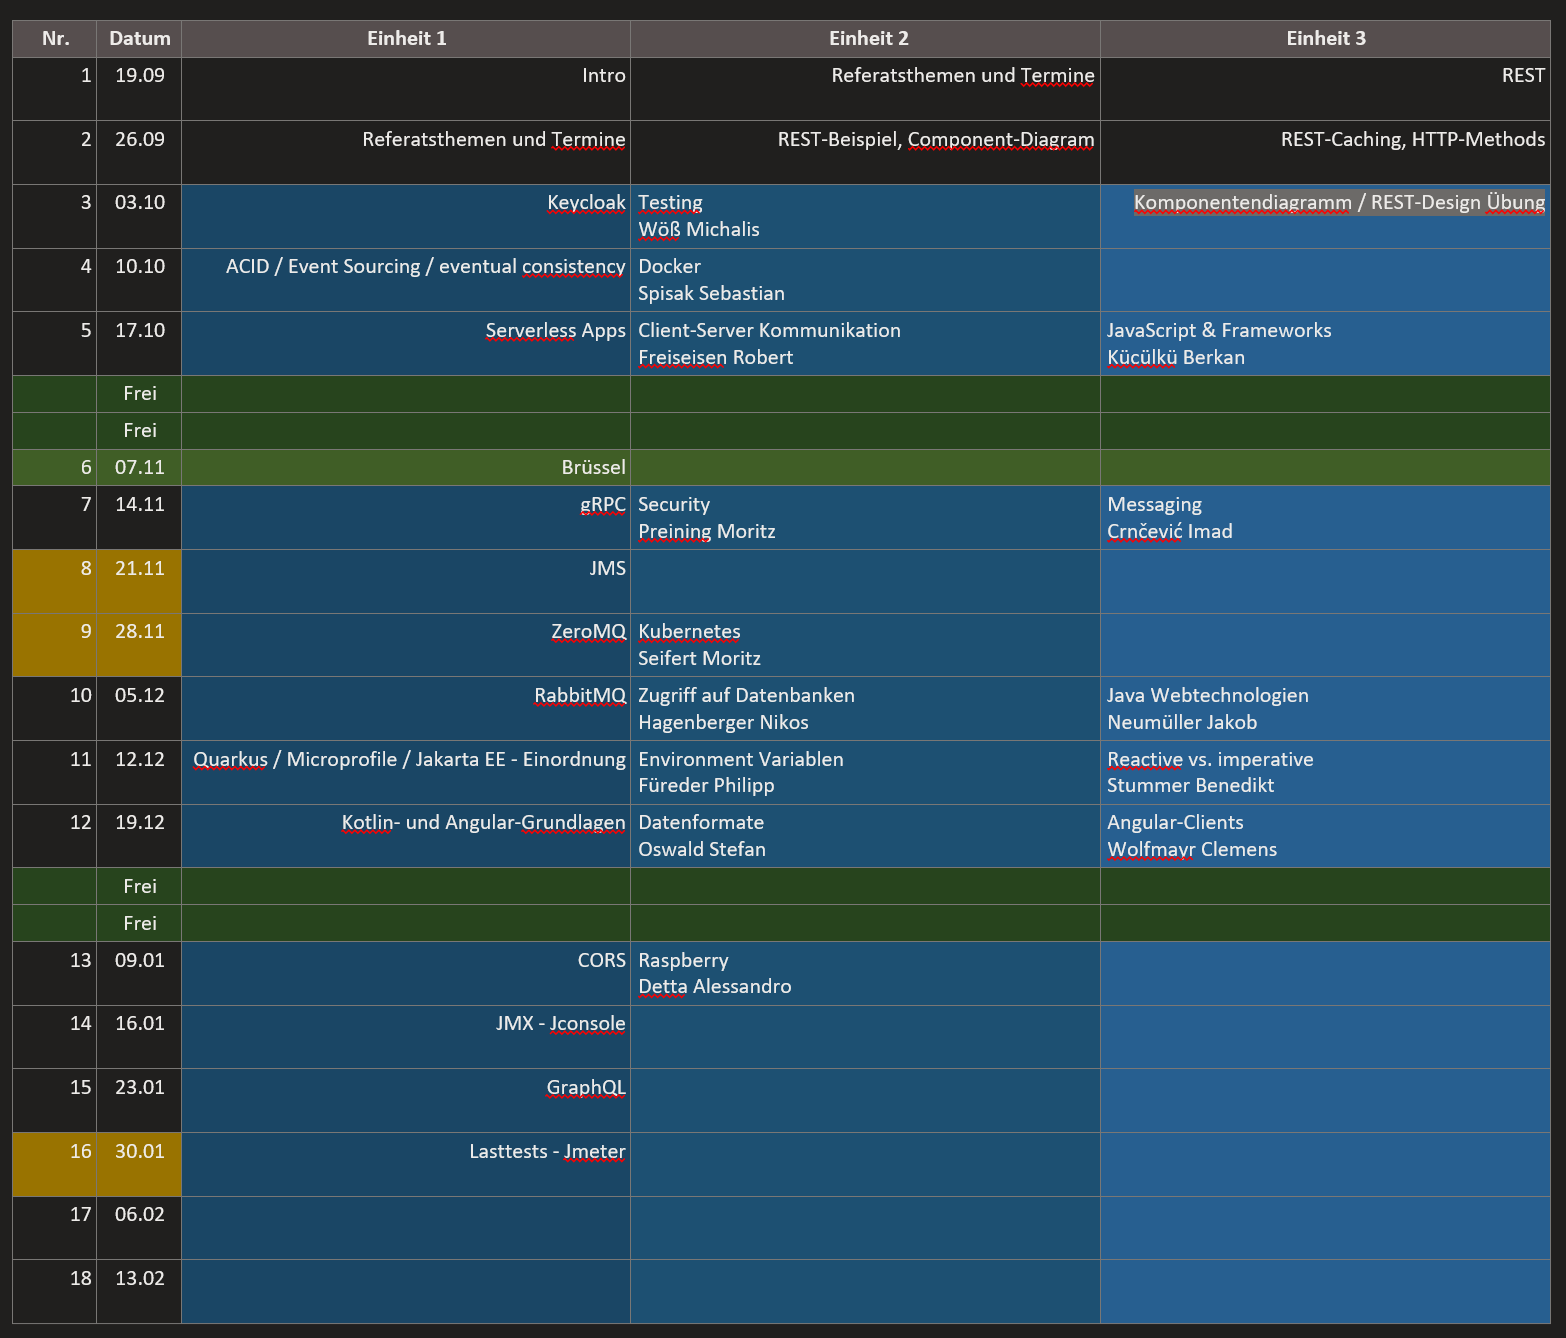 Nr. Datum Einheit 1 Einheit 2 Einheit 3
1 19.09 Intro Referatsthemen und Termine REST
2 26.09 Referatsthemen und Termine REST-Beispiel, Component-Diagram REST-Caching, HTTP-Methods
3 03.10 Keycloak Testing Komponentendiagramm / REST-Design Übung
Wöß Michalis
4 10.10 ACID / Event Sourcing / eventual consistency Docker
Spisak Sebastian
5 17.10 Serverless Apps Client-Server Kommunikation JavaScript & Frameworks
Freiseisen Robert Kücülkü Berkan
Frei
Frei
6 07.11 Brüssel
7 14.11 gRPC Security Messaging
Preining Moritz Crnčević Imad
8 21.11 JMS
9 28.11 ZeroMQ Kubernetes
Seifert Moritz
10 05.12 RabbitMQ Zugriff auf Datenbanken Java Webtechnologien
Hagenberger Nikos Neumüller Jakob
11 12.12 Quarkus / Microprofile / Jakarta EE - Einordnung Environment Variablen Reactive vs. imperative
Füreder Philipp Stummer Benedikt
12 19.12 Kotlin- und Angular-Grundlagen Datenformate Angular-Clients
Oswald Stefan Wolfmayr Clemens
Frei
Frei
13 09.01 CORS Raspberry
Detta Alessandro
14 16.01 JMX - Jconsole
15 23.01 GraphQL
16 30.01 Lasttests - Jmeter
17 06.02
18 13.02